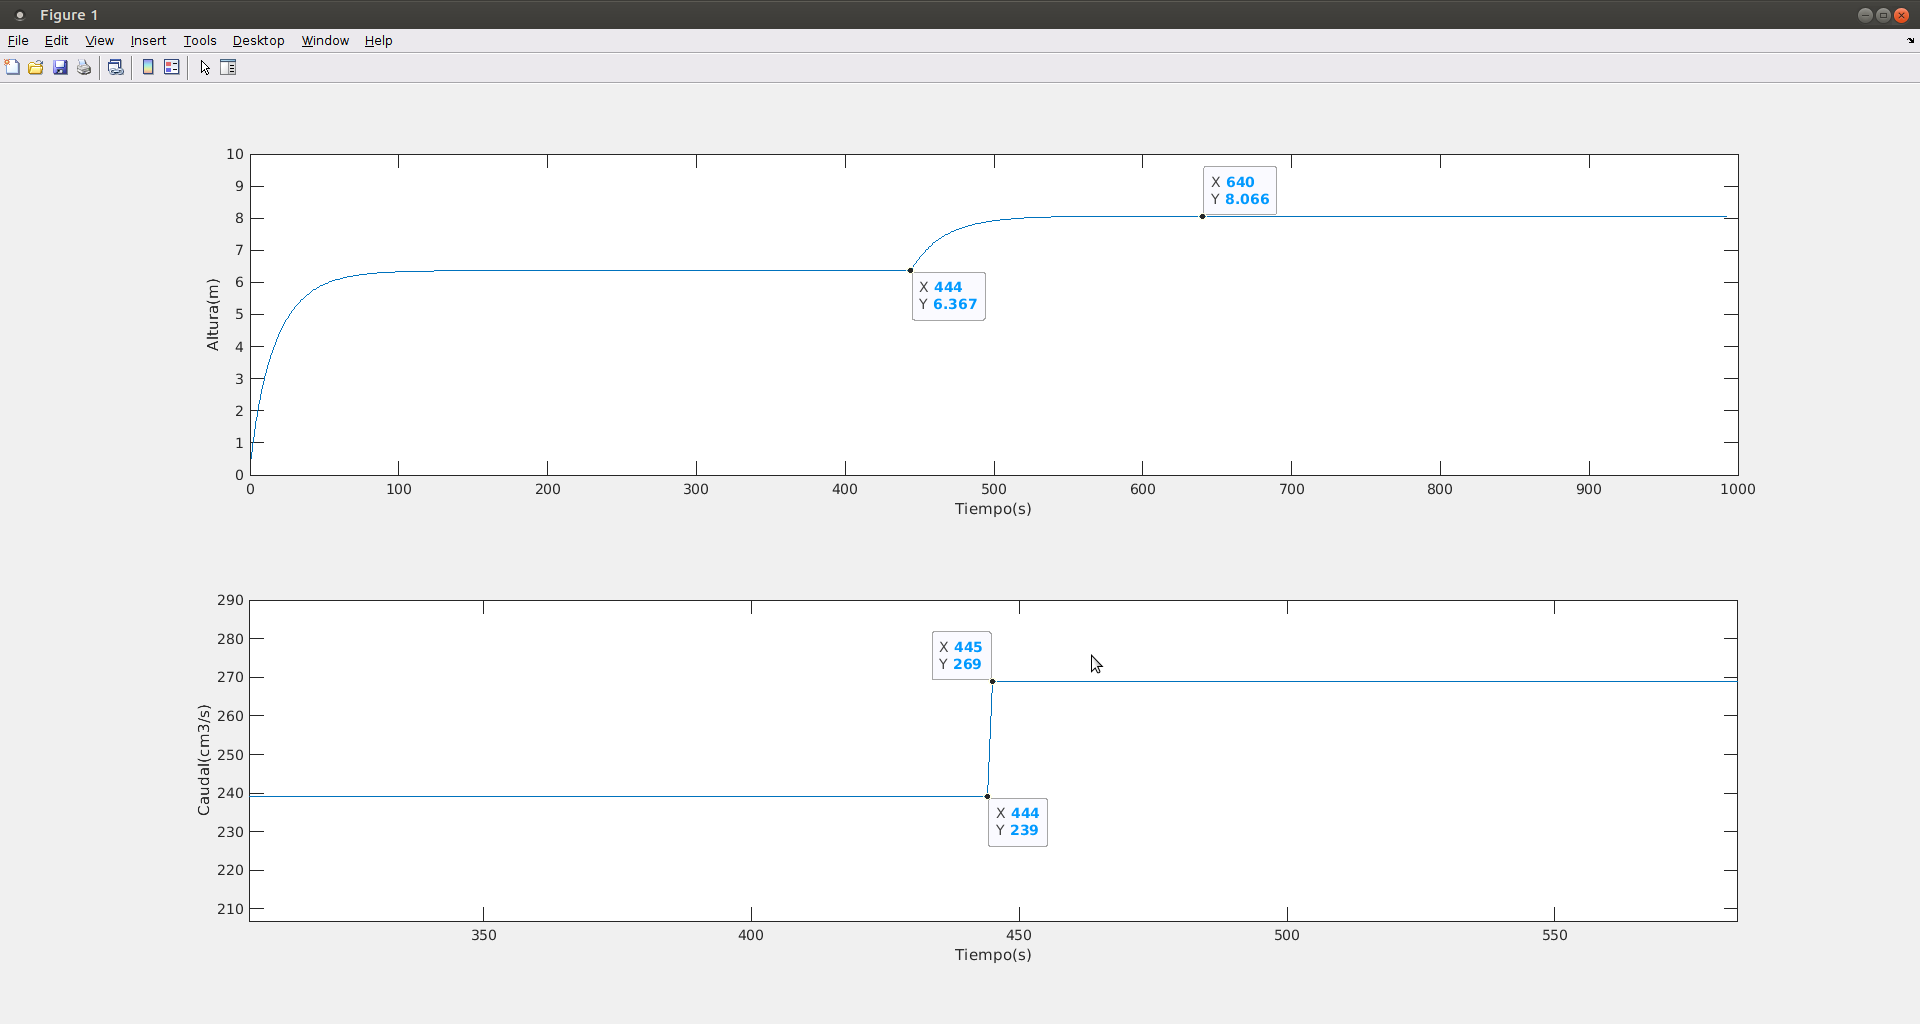 Figure 1
File Edit View Insert Tools Desktop Window Help
10
9
8
7
6
5
4
3
2
1
0
Altura(m)
X 640
Y 8.066
X 444
Y 6.367
0 100 200 300 400 500 600 700 800 900 1000
Tiempo(s)
290
280
270
260
250
240
230
220
210
Caudal(cm3/s)
X 445
Y 269
X 444
Y 239
350 400 450 500 550
Tiempo(s)